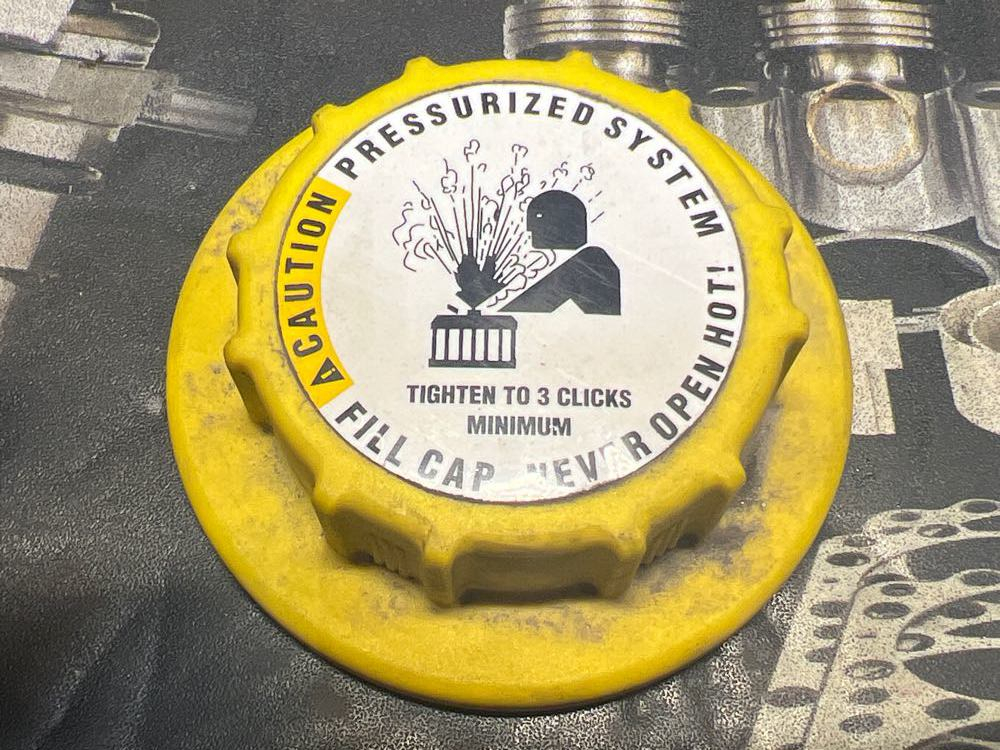 CAUTION
PRESSURIZED SYSTEM
FILL CAP NEVER OPEN HOT!
TIGHTEN TO 3 CLICKS
MINIMUM